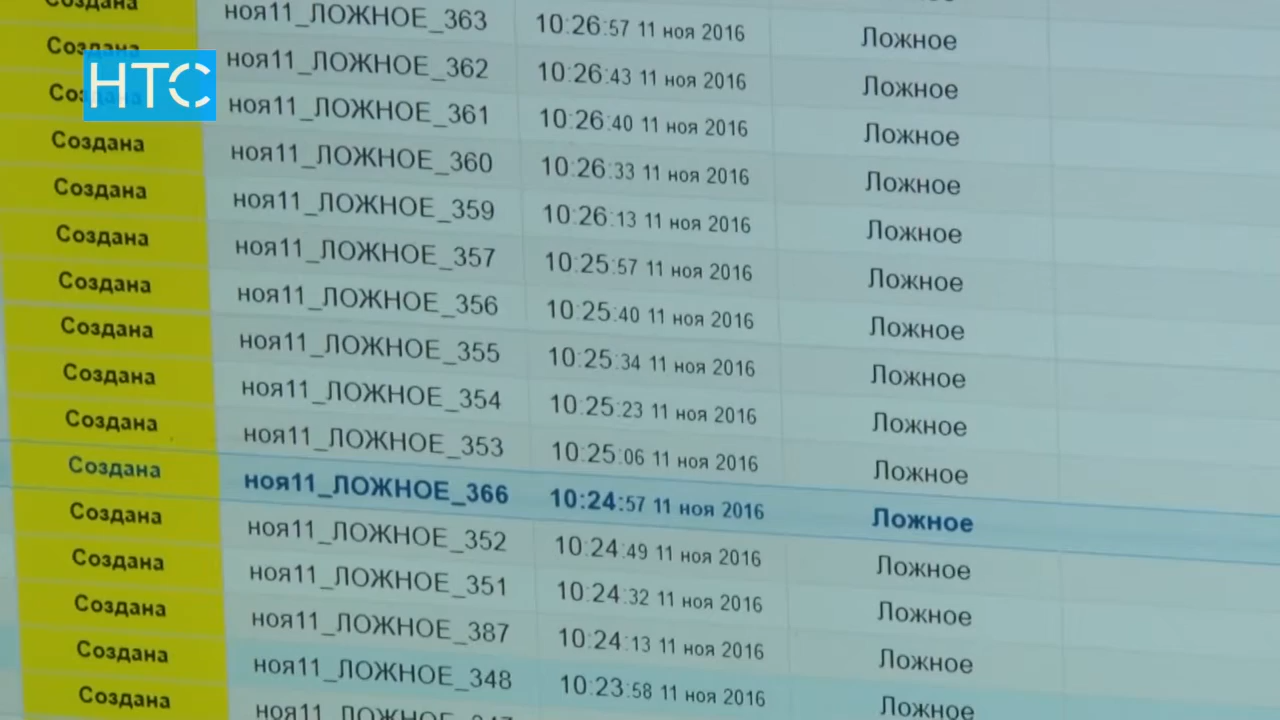 НТС
Создана ноя11_ЛОЖНОЕ_363 10:26:57 11 ноя 2016 Ложное
Создана ноя11_ЛОЖНОЕ_362 10:26:43 11 ноя 2016 Ложное
Создана ноя11_ЛОЖНОЕ_361 10:26:40 11 ноя 2016 Ложное
Создана ноя11_ЛОЖНОЕ_360 10:26:33 11 ноя 2016 Ложное
Создана ноя11_ЛОЖНОЕ_359 10:26:13 11 ноя 2016 Ложное
Создана ноя11_ЛОЖНОЕ_357 10:25:57 11 ноя 2016 Ложное
Создана ноя11_ЛОЖНОЕ_356 10:25:40 11 ноя 2016 Ложное
Создана ноя11_ЛОЖНОЕ_355 10:25:34 11 ноя 2016 Ложное
Создана ноя11_ЛОЖНОЕ_354 10:25:23 11 ноя 2016 Ложное
Создана ноя11_ЛОЖНОЕ_353 10:25:06 11 ноя 2016 Ложное
Создана ноя11_ЛОЖНОЕ_366 10:24:57 11 ноя 2016 Ложное
Создана ноя11_ЛОЖНОЕ_352 10:24:49 11 ноя 2016 Ложное
Создана ноя11_ЛОЖНОЕ_351 10:24:32 11 ноя 2016 Ложное
Создана ноя11_ЛОЖНОЕ_387 10:24:13 11 ноя 2016 Ложное
Создана ноя11_ЛОЖНОЕ_348 10:23:58 11 ноя 2016 Ложное
Создана